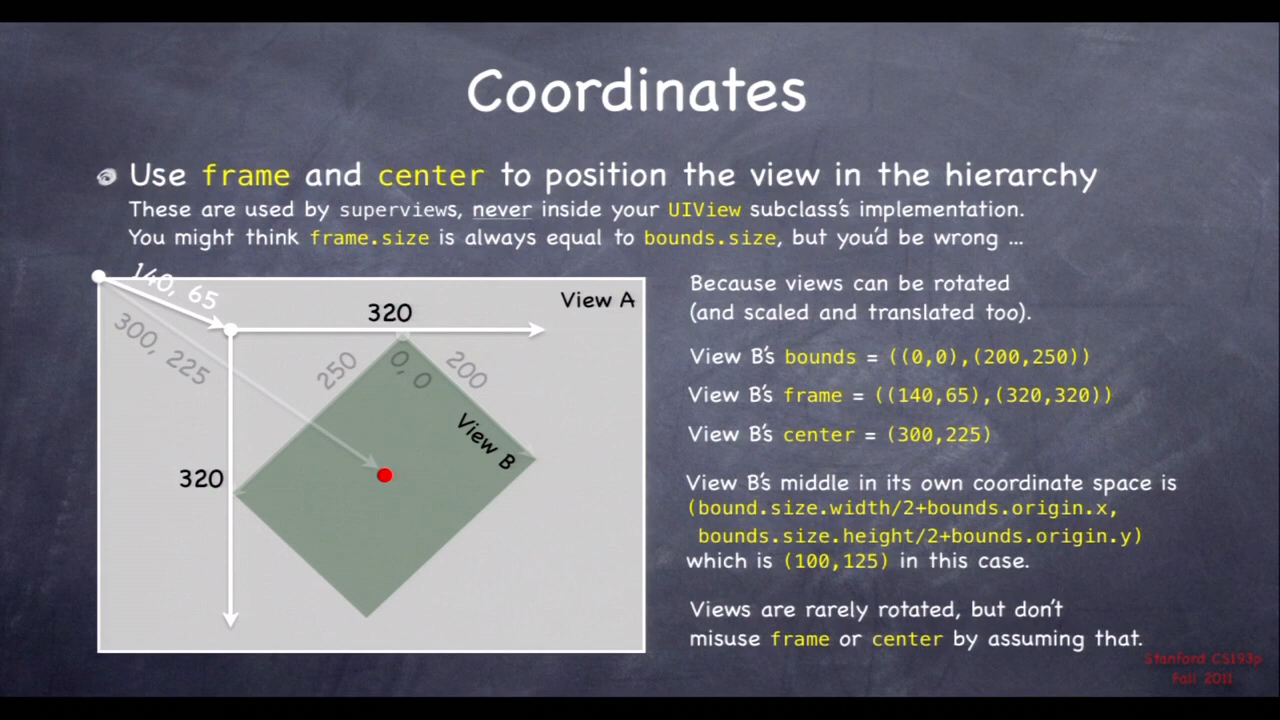 Coordinates
Use frame and center to position the view in the hierarchy
These are used by superviews, never inside your UIView subclass's implementation.
You might think frame.size is always equal to bounds.size, but you'd be wrong ...
140, 65
300, 225
320
View A
250
0, 0
200
View B
320
Because views can be rotated
(and scaled and translated too).
View B's bounds = ((0,0),(200,250))
View B's frame = ((140,65),(320,320))
View B's center = (300,225)
View B's middle in its own coordinate space is
(bound.size.width/2+bounds.origin.x,
bounds.size.height/2+bounds.origin.y)
which is (100,125) in this case.
Views are rarely rotated, but don't
misuse frame or center by assuming that.
Stanford CS193p
Fall 2011